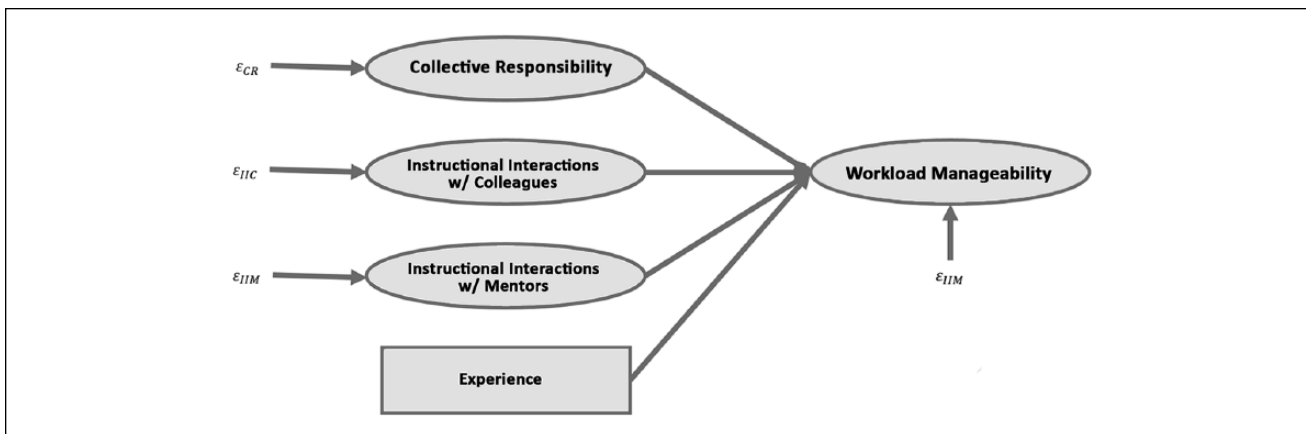 ε_CR
Collective Responsibility
ε_IIC
Instructional Interactions
w/ Colleagues
Workload Manageability
ε_IIM
Instructional Interactions
w/ Mentors
ε_IIM
Experience